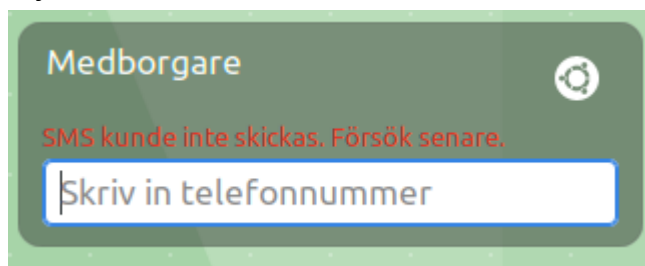 Medborgare
SMS kunde inte skickas. Försök senare.
Skriv in telefonnummer